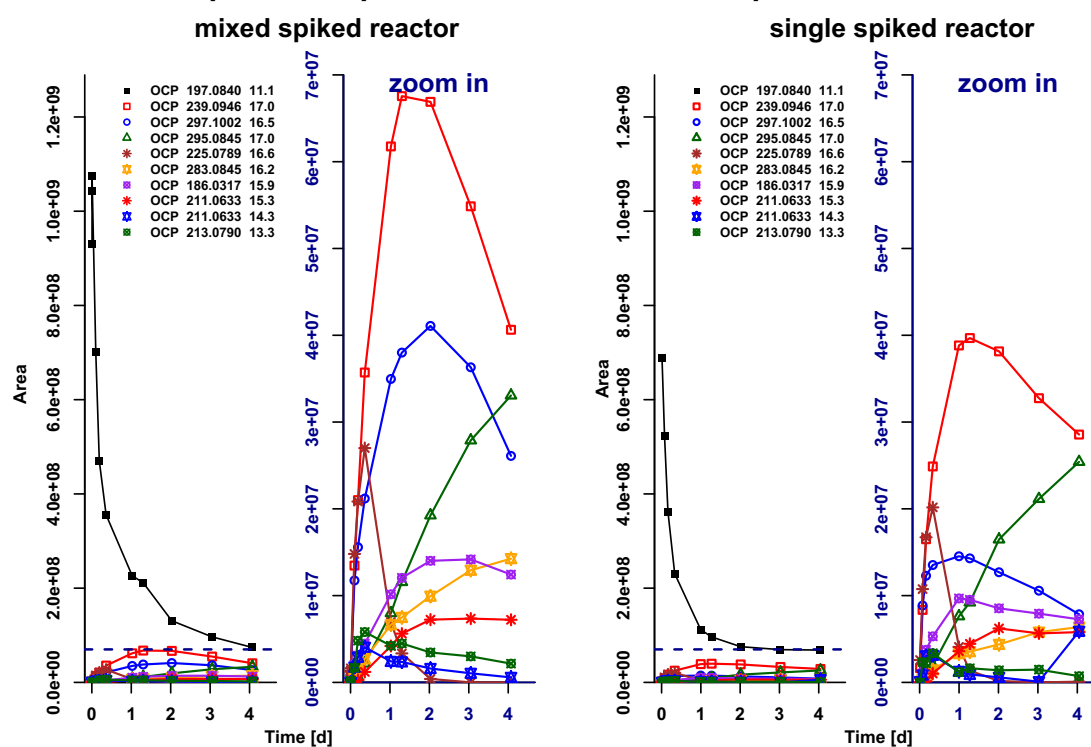 mixed spiked reactor
single spiked reactor
zoom in
OCP 197.0840 11.1
OCP 239.0946 17.0
OCP 297.1002 16.5
OCP 295.0845 17.0
OCP 225.0789 16.6
OCP 283.0845 16.2
OCP 186.0317 15.9
OCP 211.0633 15.3
OCP 211.0633 14.3
OCP 213.0790 13.3
Area
0.0e+00 2.0e+08 4.0e+08 6.0e+08 8.0e+08 1.0e+09 1.2e+09
0e+00 1e+07 2e+07 3e+07 4e+07 5e+07 6e+07 7e+07
0 1 2 3 4
0 1 2 3 4
Time [d]
zoom in
OCP 197.0840 11.1
OCP 239.0946 17.0
OCP 297.1002 16.5
OCP 295.0845 17.0
OCP 225.0789 16.6
OCP 283.0845 16.2
OCP 186.0317 15.9
OCP 211.0633 15.3
OCP 211.0633 14.3
OCP 213.0790 13.3
Area
0.0e+00 2.0e+08 4.0e+08 6.0e+08 8.0e+08 1.0e+09 1.2e+09
0e+00 1e+07 2e+07 3e+07 4e+07 5e+07 6e+07 7e+07
0 1 2 3 4
0 1 2 3 4
Time [d]